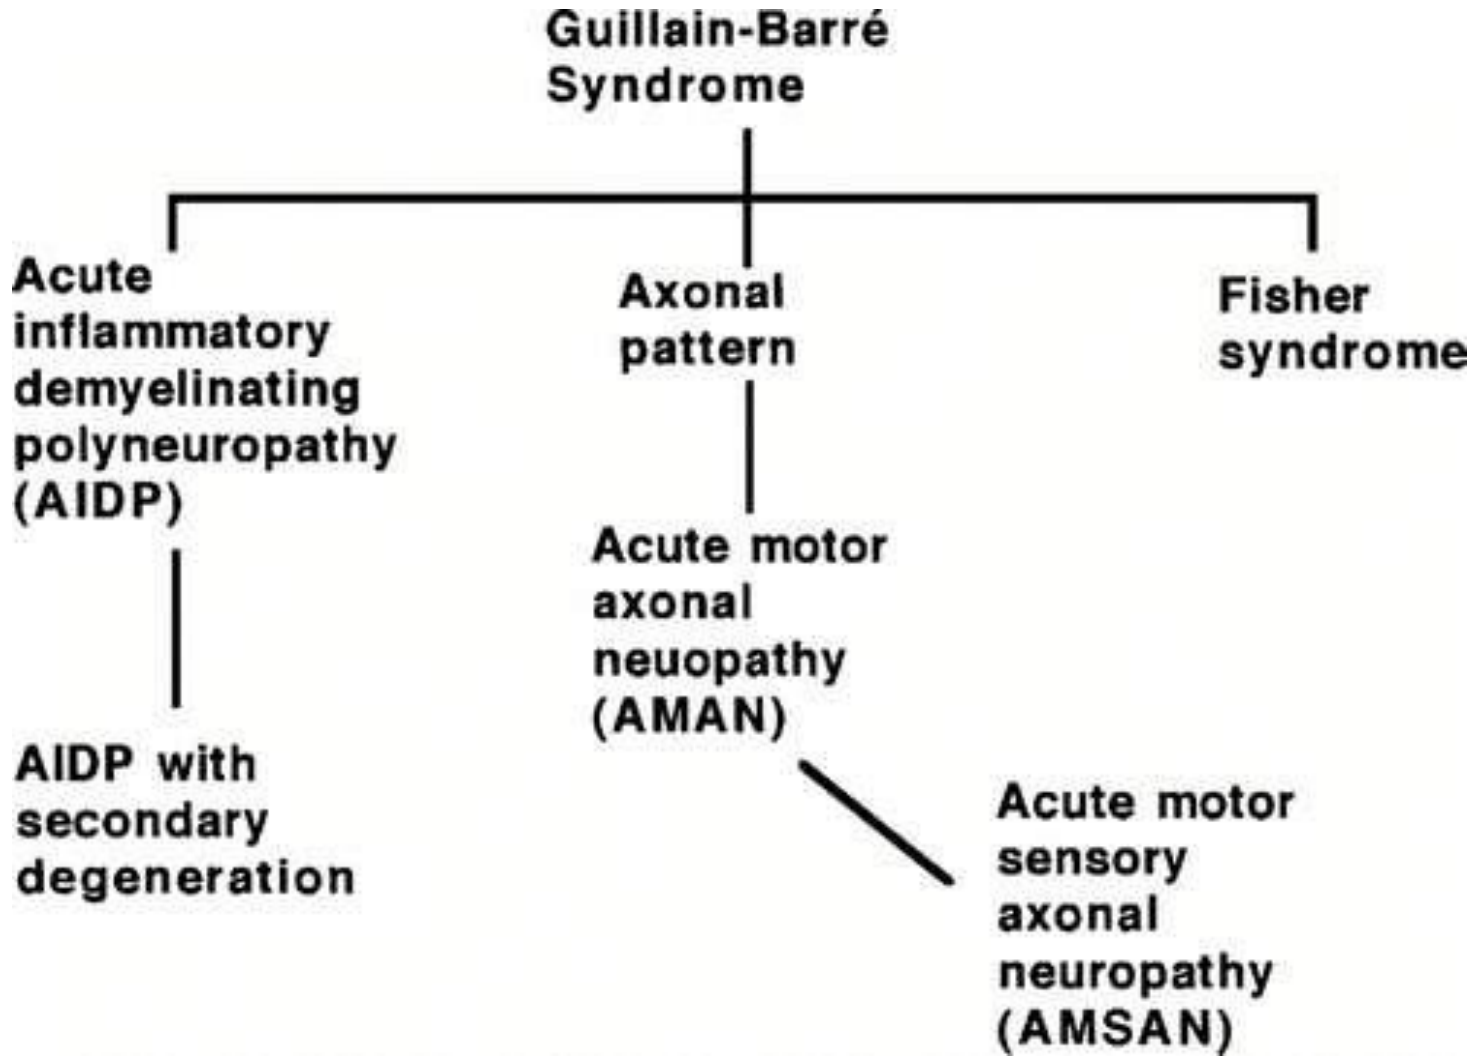 Guillain-Barré
Syndrome
Acute
inflammatory
demyelinating
polyneuropathy
(AIDP)
Axonal
pattern
Fisher
syndrome
Acute motor
axonal
neuopathy
(AMAN)
AIDP with
secondary
degeneration
Acute motor
sensory
axonal
neuropathy
(AMSAN)